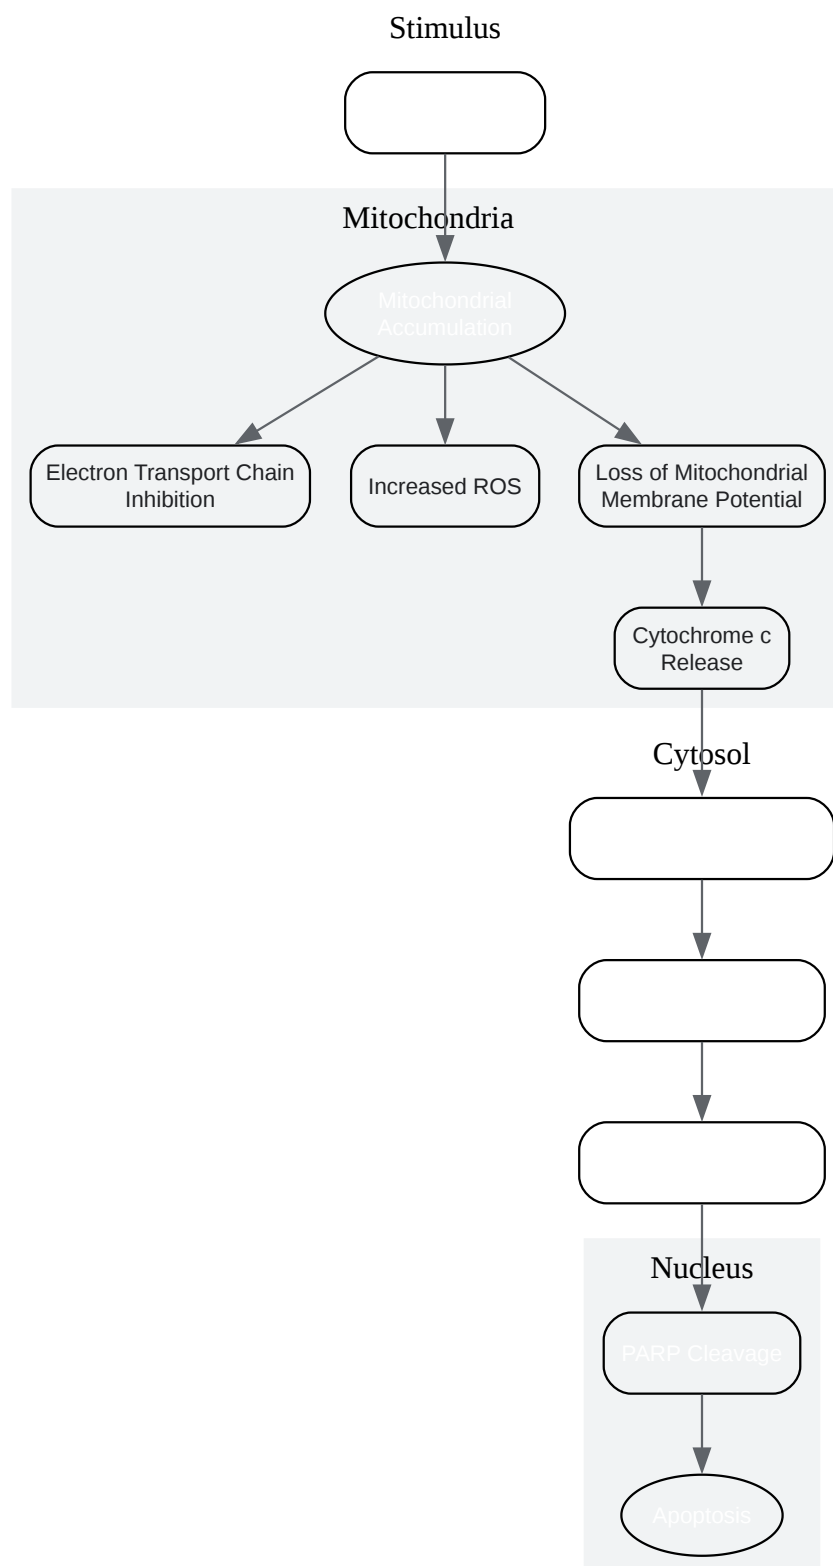 Stimulus
Mitochondria
Mitochondrial
Accumulation
Electron Transport Chain
Inhibition
Increased ROS
Loss of Mitochondrial
Membrane Potential
Cytochrome c
Release
Cytosol
Nucleus
PARP Cleavage
Apoptosis